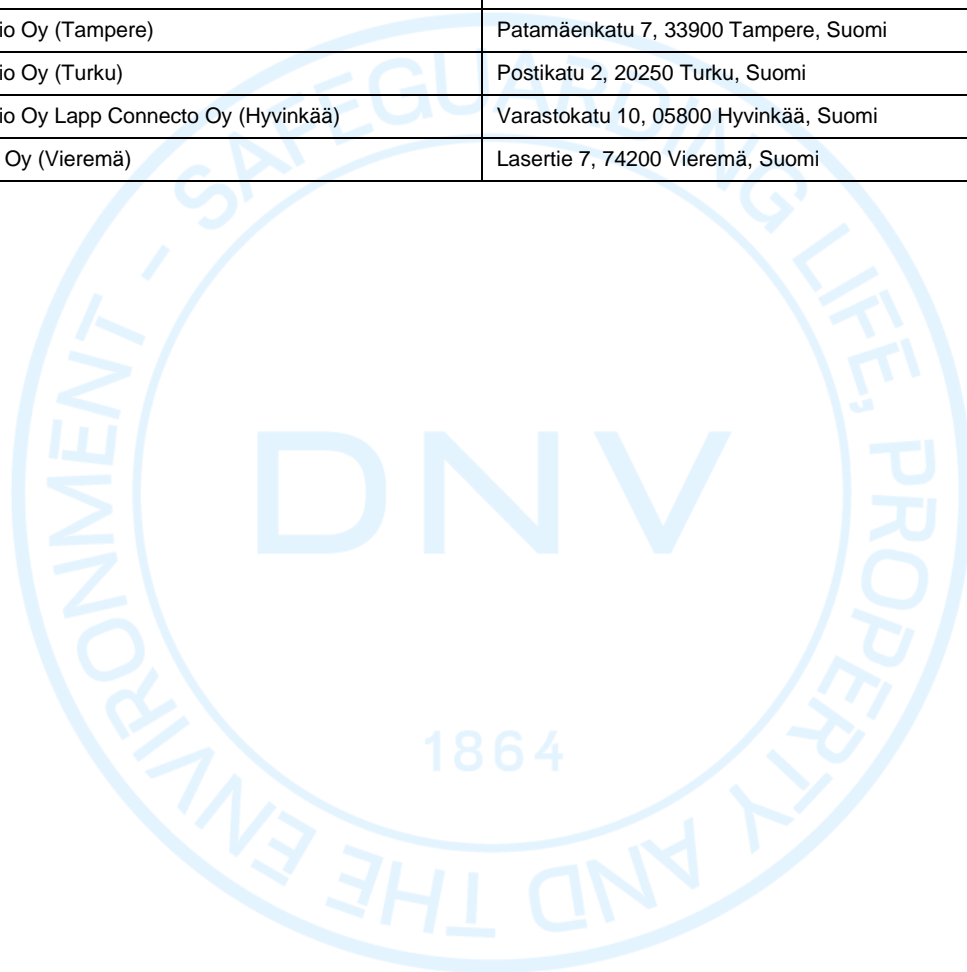 io Oy (Tampere) Patamäenkatu 7, 33900 Tampere, Suomi
io Oy (Turku) Postikatu 2, 20250 Turku, Suomi
io Oy Lapp Connecto Oy (Hyvinkää) Varastokatu 10, 05800 Hyvinkää, Suomi
Oy (Vieremä) Lasertie 7, 74200 Vieremä, Suomi
SAFEGUARDING LIFE, PROPERTY AND THE ENVIRONMENT -
DNV
1864